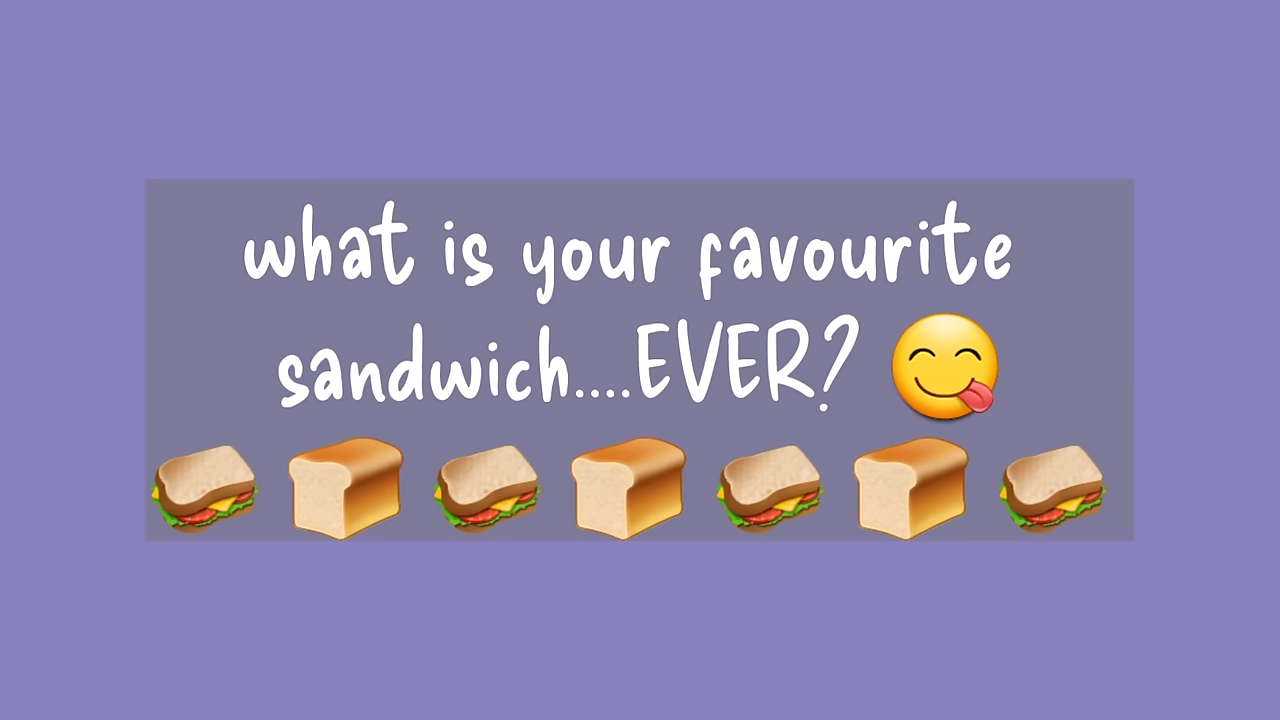 what is your favourite
sandwich....EVER? 😋
🥪🍞🥪🍞🥪🍞🥪